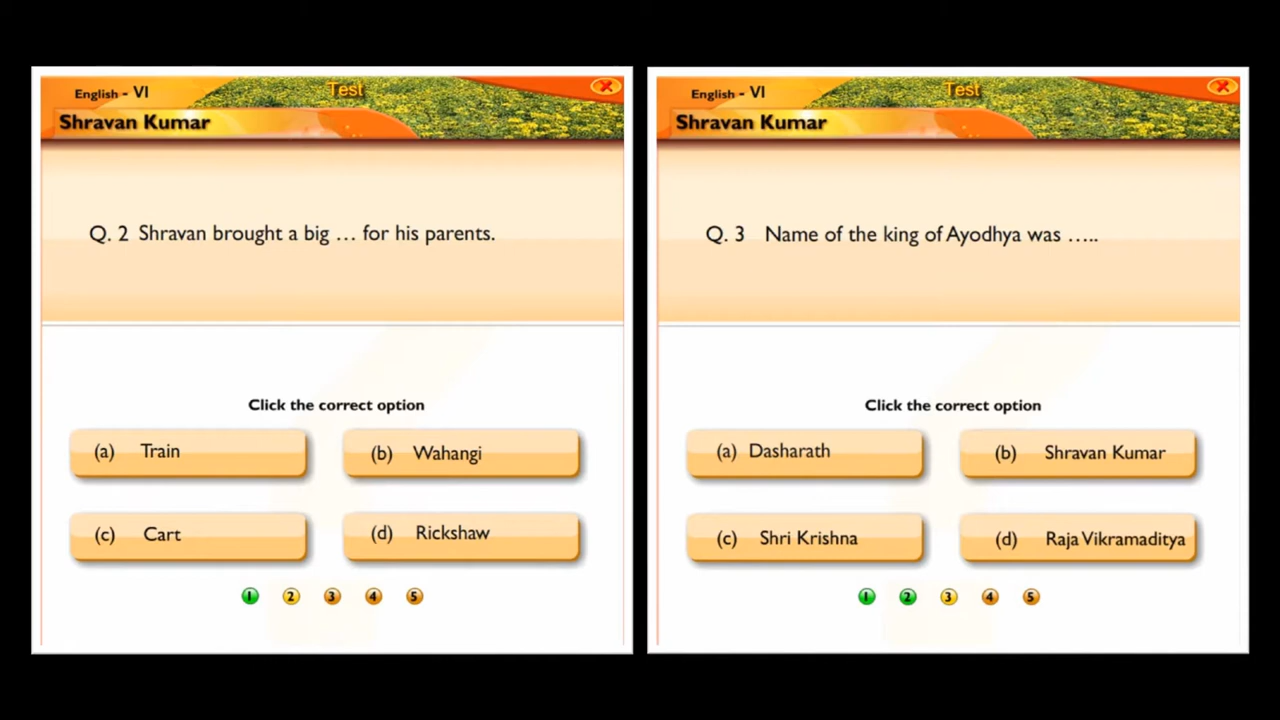 English - VI
Test
Shravan Kumar
Q. 2 Shravan brought a big ... for his parents.
Click the correct option
(a) Train
(b) Wahangi
(c) Cart
(d) Rickshaw
1 2 3 4 5
English - VI
Test
Shravan Kumar
Q. 3 Name of the king of Ayodhya was .....
Click the correct option
(a) Dasharath
(b) Shravan Kumar
(c) Shri Krishna
(d) Raja Vikramaditya
1 2 3 4 5